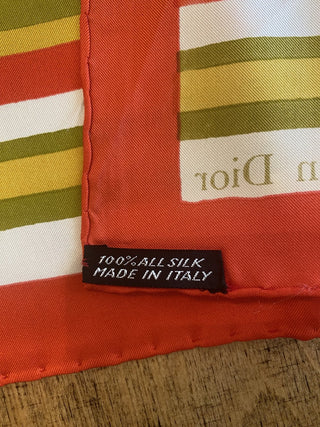 n Dior
100% ALL SILK
MADE IN ITALY